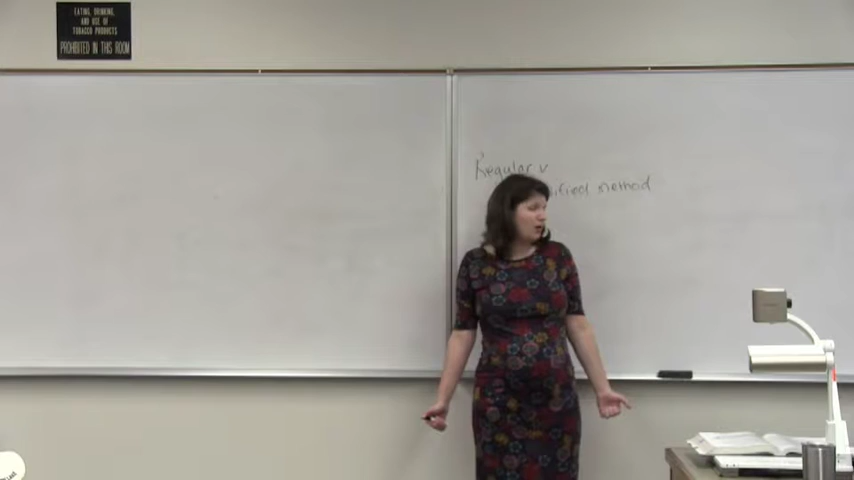 EATING, DRINKING,
AND USE OF
TOBACCO PRODUCTS
PROHIBITED IN THIS ROOM
Regular v
method